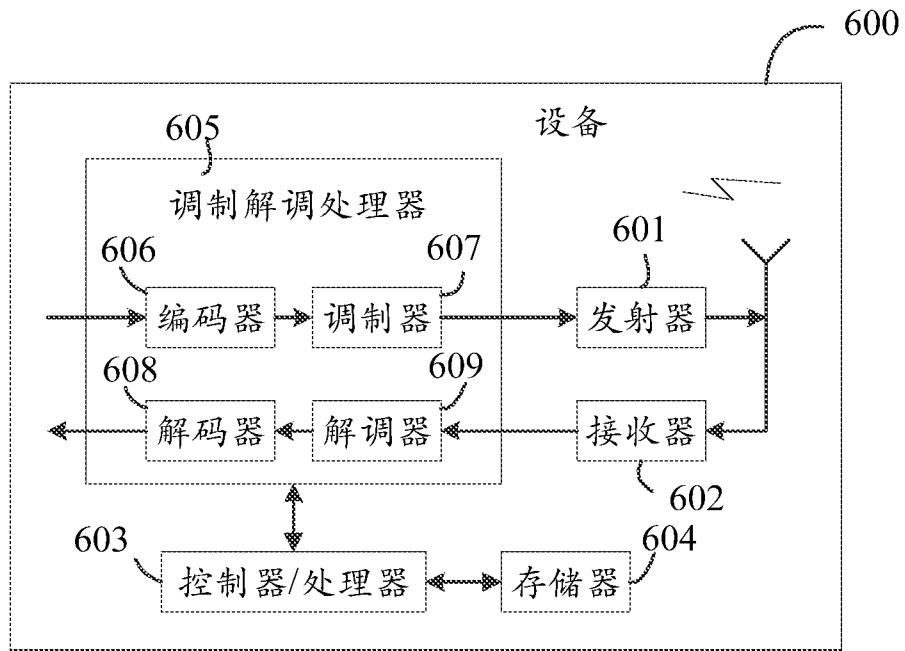 600
设备
605
调制解调处理器
606
607
601
编码器
调制器
发射器
608
609
解码器
解调器
接收器
602
603
604
控制器/处理器
存储器